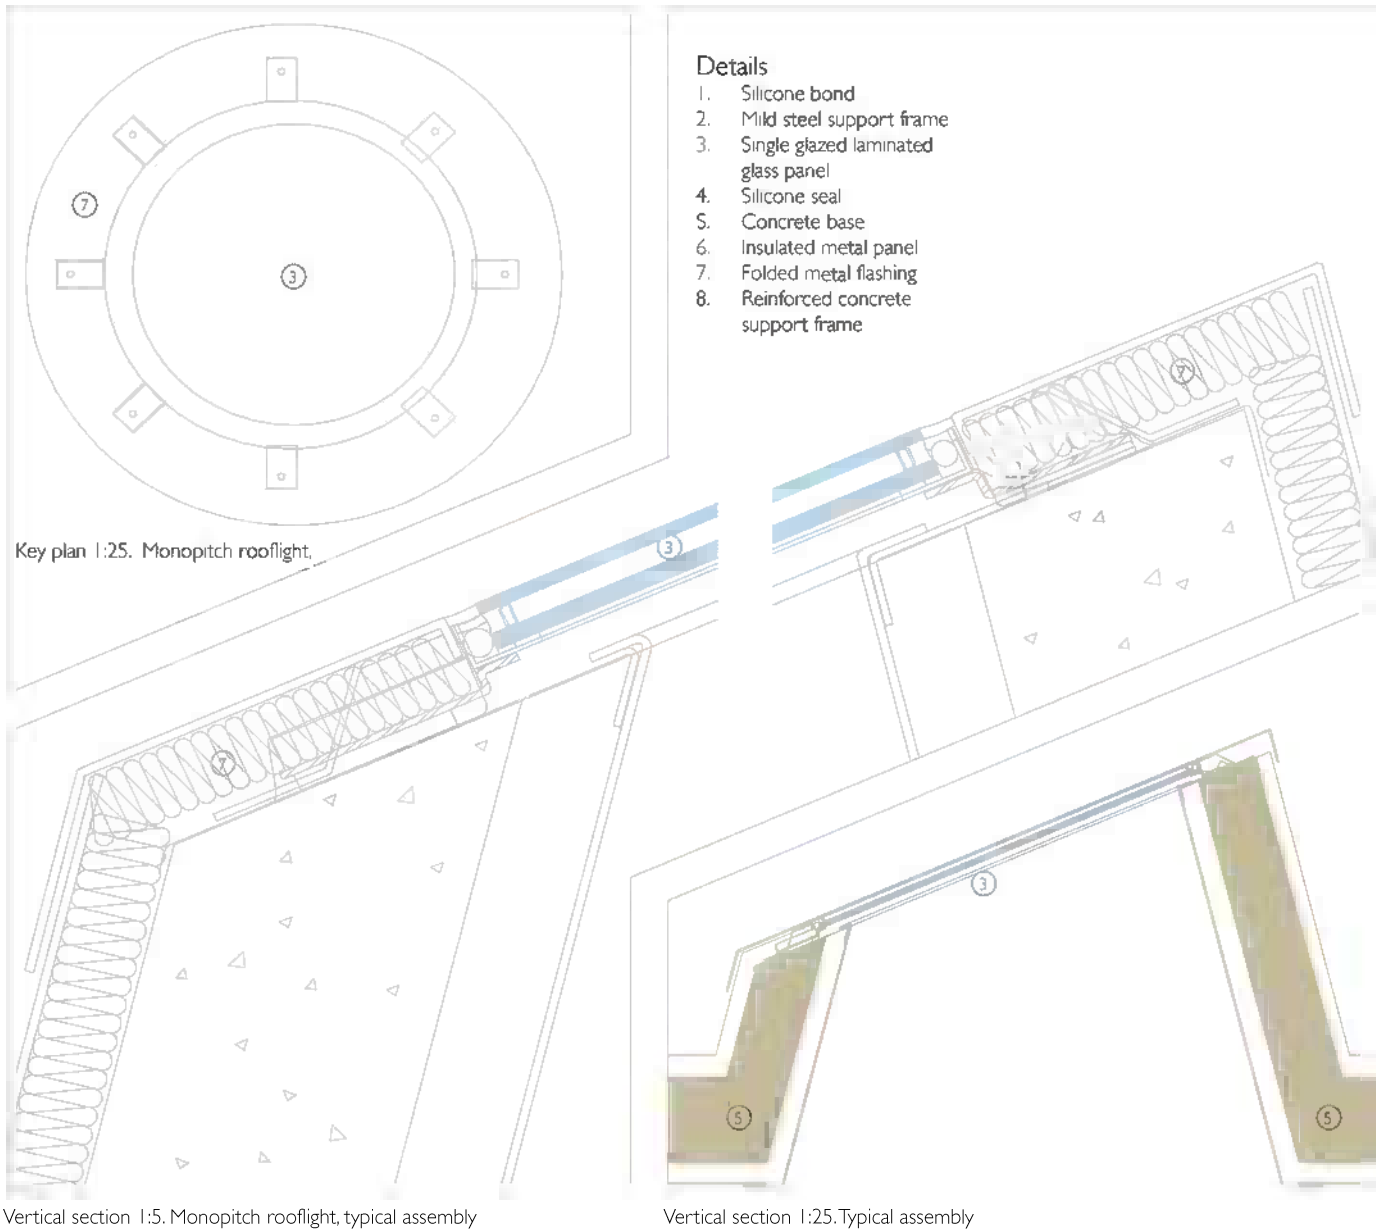 Details
1. Silicone bond
2. Mild steel support frame
3. Single glazed laminated
glass panel
4. Silicone seal
5. Concrete base
6. Insulated metal panel
7. Folded metal flashing
8. Reinforced concrete
support frame
7
3
7
Key plan 1:25. Monopitch rooflight,
3
7
3
5
5
Vertical section 1:5. Monopitch rooflight, typical assembly
Vertical section 1:25. Typical assembly